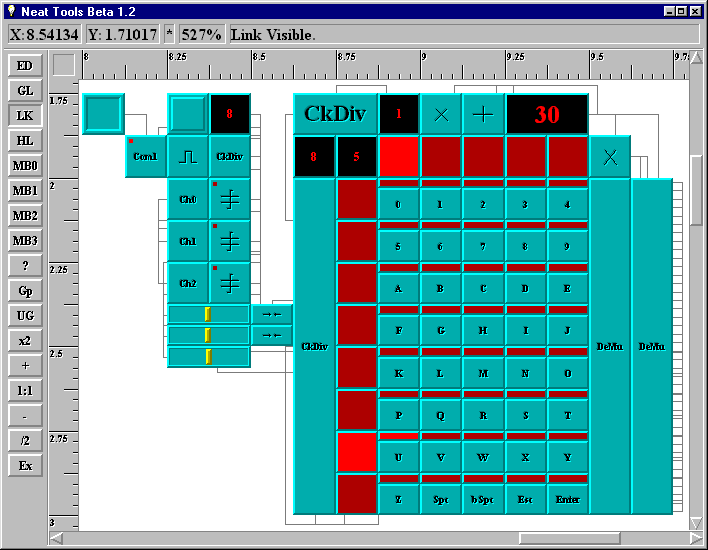 Neat Tools Beta 1.2
X:8.54134 Y: 1.71017 * 527% Link Visible.
ED
GL
LK
HL
MB0
MB1
MB2
MB3
?
Gp
UG
x2
+
1:1
-
/2
Ex
8 8.25 8.5 8.75 9 9.25 9.5 9.75
1.75
2
2.25
2.5
2.75
3
8 CkDiv 1 × + 30
Com1 CkDiv 8 5 X
Ch0 0 1 2 3 4
Ch1 5 6 7 8 9
Ch2 A B C D E
→← F G H I J
→← CkDiv DeMu DeMu
K L M N O
P Q R S T
U V W X Y
Z Spc bSpc Esc Enter